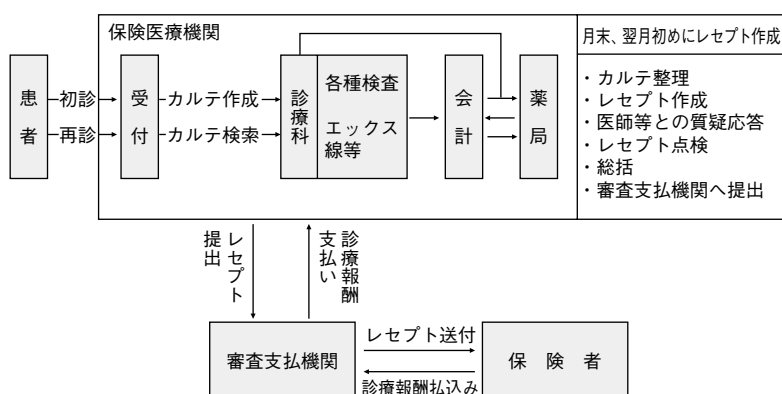 保険医療機関
月末、翌月初めにレセプト作成
患者
初診
再診
受付
カルテ作成
カルテ検索
診療科
各種検査
エックス
線等
会計
薬局
・カルテ整理
・レセプト作成
・医師等との質疑応答
・レセプト点検
・総括
・審査支払機関へ提出
レセプト
提出
診療報酬
支払い
審査支払機関
レセプト送付
診療報酬払込み
保険者